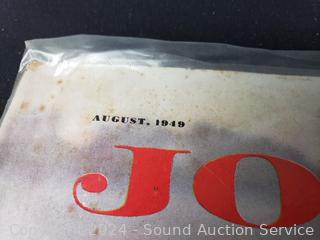 AUGUST, 1949
JO
Copyright 2024 - Sound Auction Service